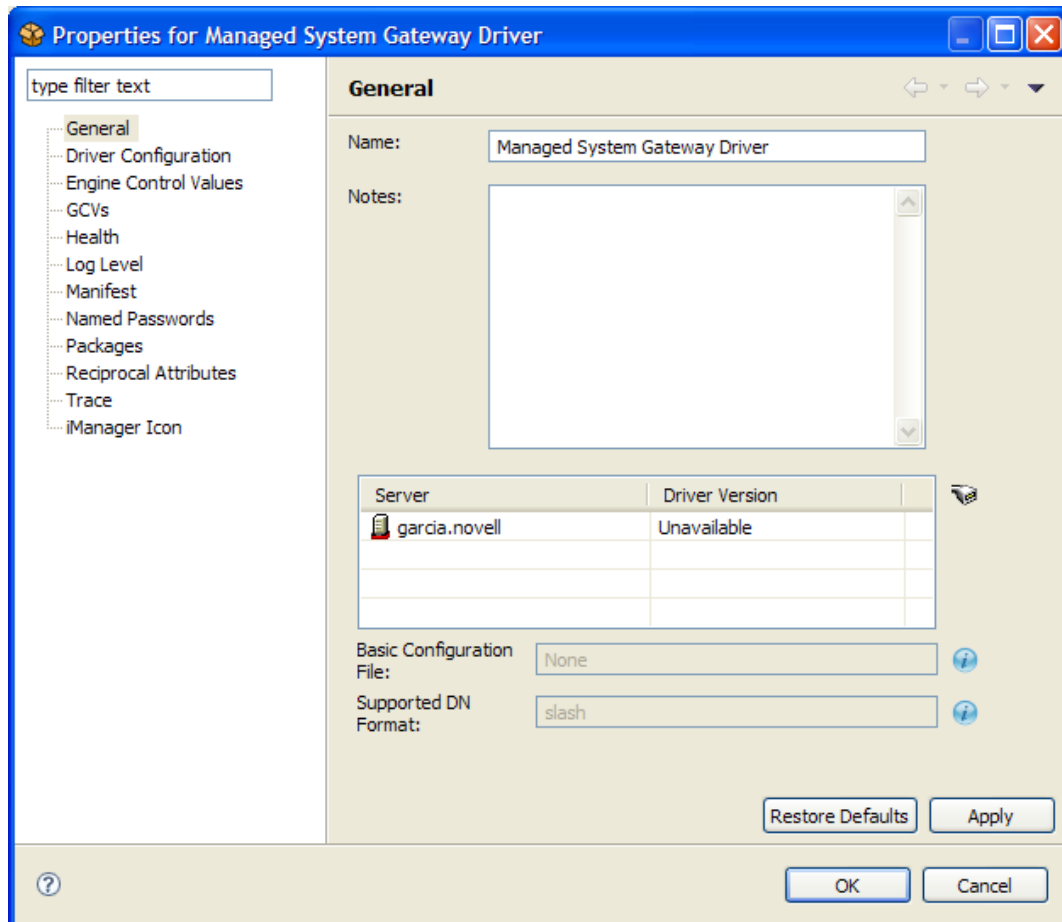 Properties for Managed System Gateway Driver
type filter text
General
Driver Configuration
Engine Control Values
GCVs
Health
Log Level
Manifest
Named Passwords
Packages
Reciprocal Attributes
Trace
iManager Icon
General
Name:
Managed System Gateway Driver
Notes:
Server
Driver Version
garcia.novell
Unavailable
Basic Configuration
File:
None
Supported DN
Format:
slash
Restore Defaults
Apply
OK
Cancel